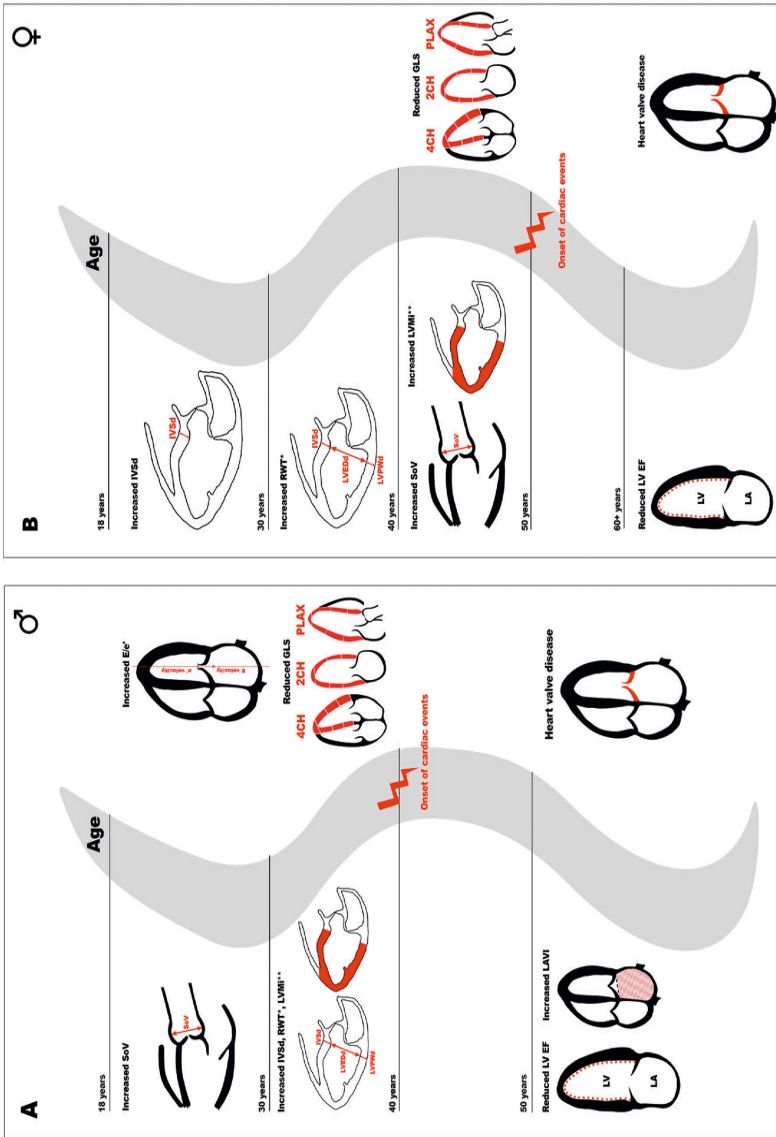 A
♂
Age
18 years
Increased SoV
Increased E/e'
SoV
e' velocity
E velocity
30 years
Increased IVSd, RWT*, LVMi**
Reduced GLS
4CH
2CH
PLAX
IVSd
LVEDd
LVPWd
40 years
Onset of cardiac events
50 years
Reduced LV EF
Increased LAVI
Heart valve disease
LV
LA
B
♀
Age
18 years
Increased IVSd
IVSd
30 years
Increased RWT*
IVSd
LVEDd
LVPWd
40 years
Increased SoV
Increased LVMi**
Reduced GLS
4CH
2CH
PLAX
SoV
50 years
Onset of cardiac events
60+ years
Reduced LV EF
Heart valve disease
LV
LA